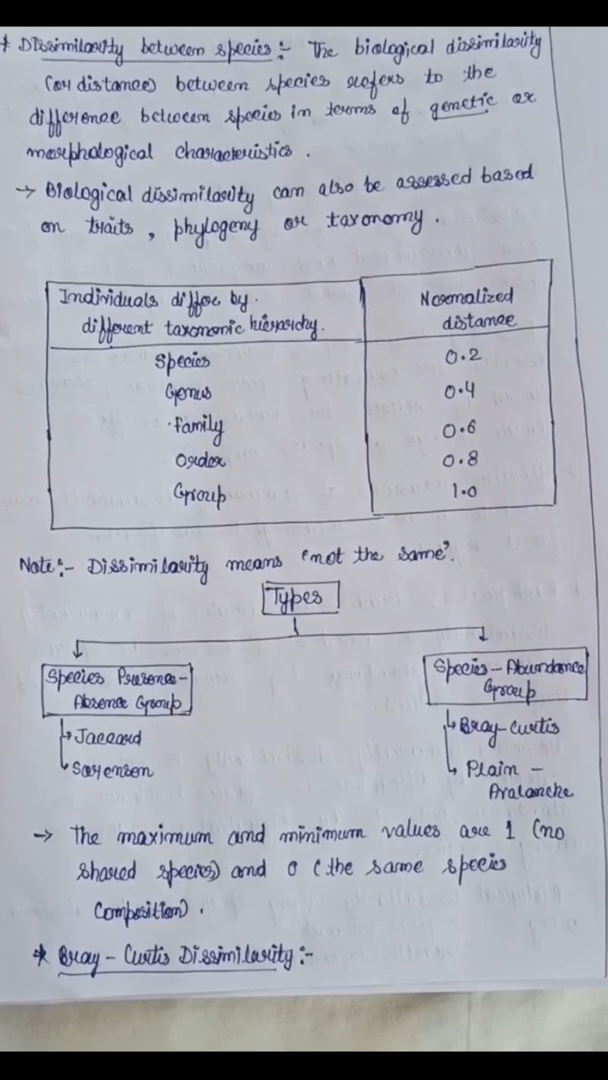 * Dissimilarity between species :- The biological dissimilarity
(or distance) between species refers to the
difference between species in terms of genetic or
morphological characteristics.
→ Biological dissimilarity can also be assessed based
on traits, phylogeny or taxonomy.
Individuals differ by different taxonomic hierarchy. | Normalized distance
Species 0.2
Genus 0.4
Family 0.6
Order 0.8
Group 1.0
Note :- Dissimilarity means 'not the same'.
Types
Species Presence-
Absence Group
Jaccard
Sorenson
Species-Abundance
Group
Bray-Curtis
Plain -
Avalanche
→ The maximum and minimum values are 1 (no
shared species) and 0 (the same species
composition).
* Bray-Curtis Dissimilarity :-